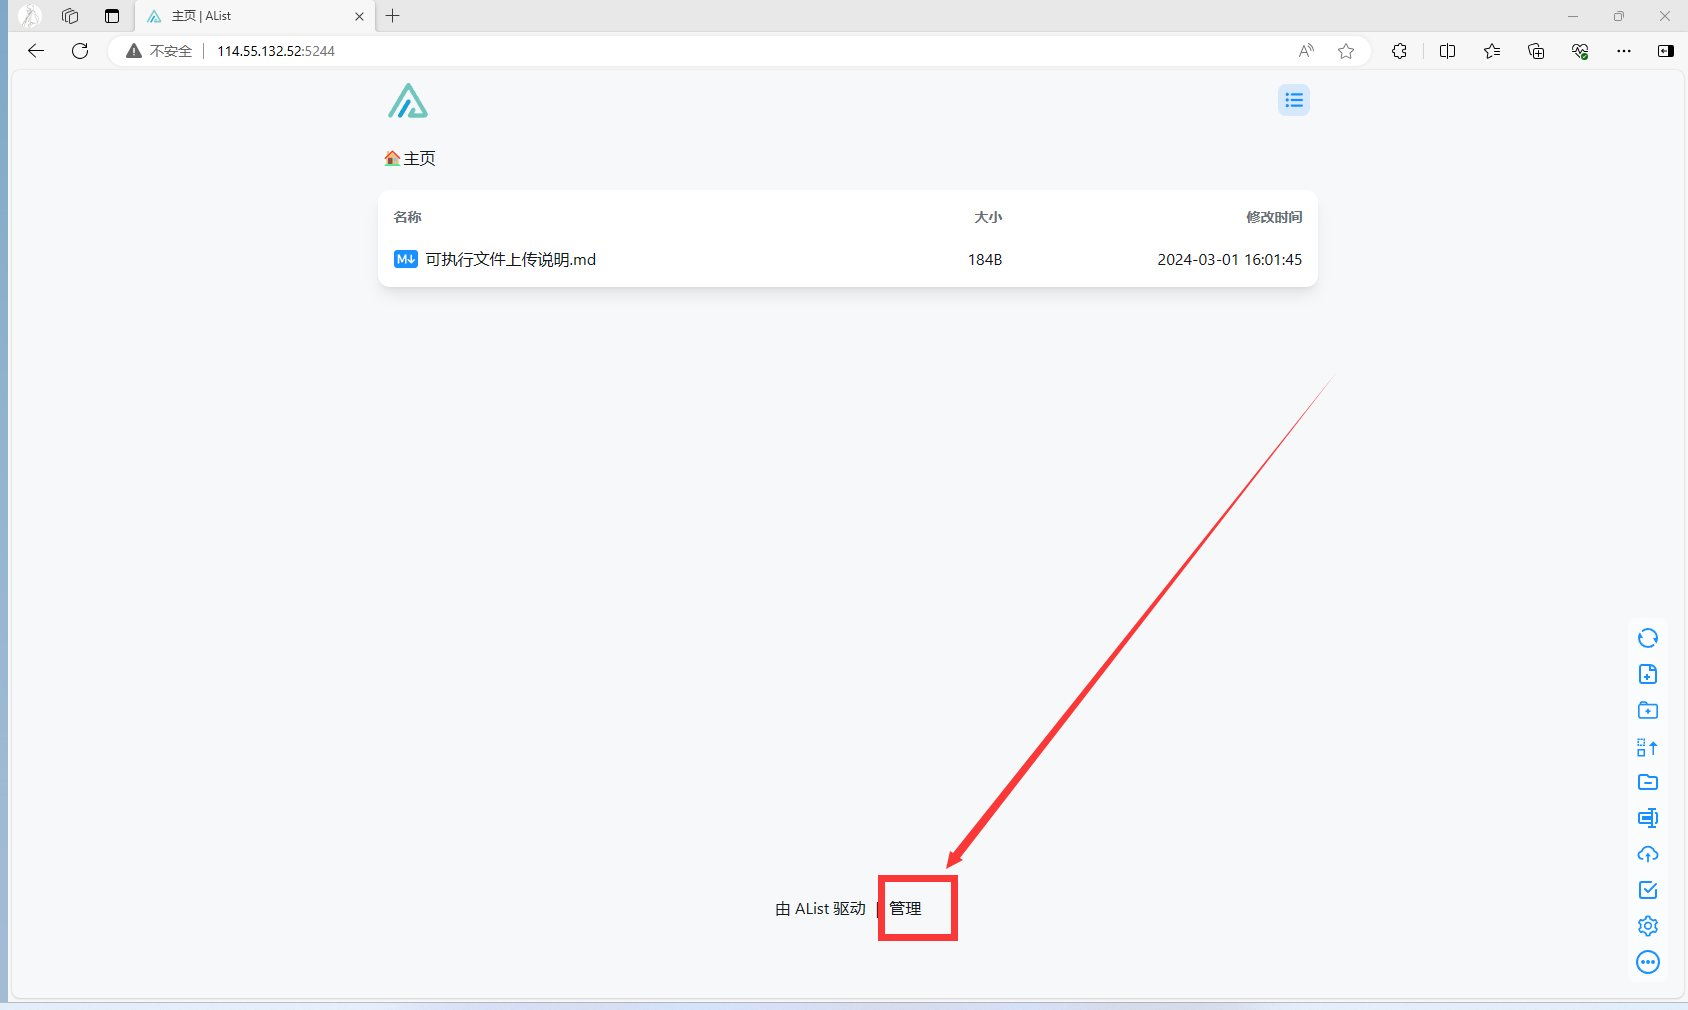 主页 | AList
不安全 114.55.132.52:5244
主页
名称 大小 修改时间
M↓ 可执行文件上传说明.md 184B 2024-03-01 16:01:45
由 AList 驱动 | 管理